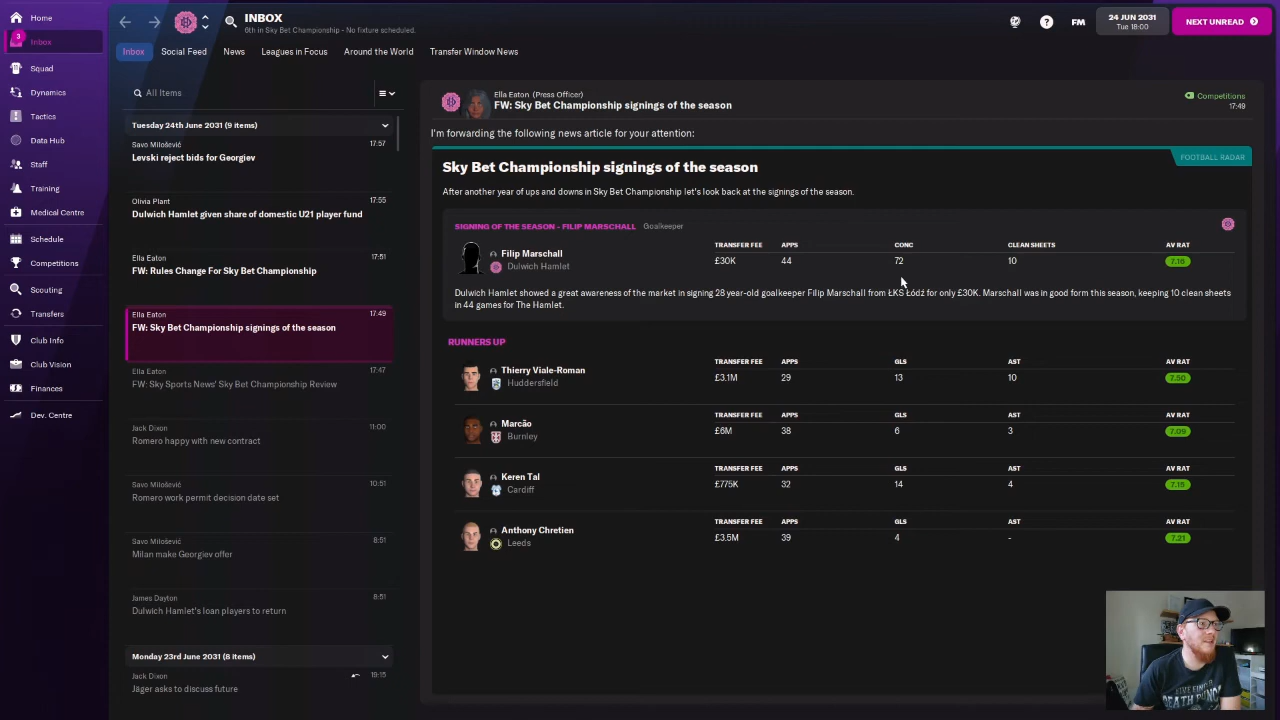 Home
INBOX
6th in Sky Bet Championship - No fixture scheduled.
FM
24 JUN 2031
Tue 18:00
NEXT UNREAD
3
Inbox
Squad
Dynamics
Tactics
Data Hub
Staff
Training
Medical Centre
Schedule
Competitions
Scouting
Transfers
Club Info
Club Vision
Finances
Dev. Centre
Inbox
Social Feed
News
Leagues in Focus
Around the World
Transfer Window News
All Items
Tuesday 24th June 2031 (9 items)
Savo Milošević 17:57
Levski reject bids for Georgiev
Olivia Plant 17:55
Dulwich Hamlet given share of domestic U21 player fund
Ella Eaton 17:51
FW: Rules Change For Sky Bet Championship
Ella Eaton 17:49
FW: Sky Bet Championship signings of the season
Ella Eaton 17:47
FW: Sky Sports News' Sky Bet Championship Review
Jack Dixon 11:00
Romero happy with new contract
Savo Milošević 10:51
Romero work permit decision date set
Savo Milošević 8:51
Milan make Georgiev offer
James Dayton 8:51
Dulwich Hamlet's loan players to return
Monday 23rd June 2031 (8 items)
Jack Dixon 19:15
Jäger asks to discuss future
Ella Eaton (Press Officer)
FW: Sky Bet Championship signings of the season
Competitions
17:49
I'm forwarding the following news article for your attention:
FOOTBALL RADAR
Sky Bet Championship signings of the season
After another year of ups and downs in Sky Bet Championship let's look back at the signings of the season.
SIGNING OF THE SEASON - FILIP MARSCHALL Goalkeeper
TRANSFER FEE APPS CONC CLEAN SHEETS AV RAT
Filip Marschall £30K 44 72 10 7.16
Dulwich Hamlet
Dulwich Hamlet showed a great awareness of the market in signing 28 year-old goalkeeper Filip Marschall from ŁKS Łódź for only £30K. Marschall was in good form this season, keeping 10 clean sheets
in 44 games for The Hamlet.
RUNNERS UP
TRANSFER FEE APPS GLS AST AV RAT
Thierry Viale-Roman £3.1M 29 13 10 7.50
Huddersfield
TRANSFER FEE APPS GLS AST AV RAT
Marcão £6M 38 6 3 7.09
Burnley
TRANSFER FEE APPS GLS AST AV RAT
Keren Tal £775K 32 14 4 7.15
Cardiff
TRANSFER FEE APPS GLS AST AV RAT
Anthony Chretien £3.5M 39 4 - 7.21
Leeds
FIVE FINGER
DEATH PUNCH